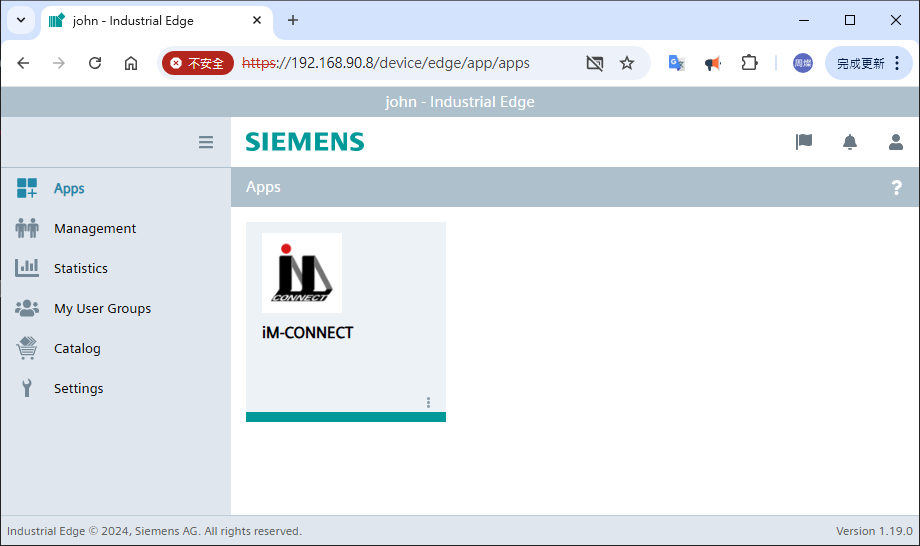 john - Industrial Edge
不安全
https://192.168.90.8/device/edge/app/apps
周燦
完成更新
john - Industrial Edge
SIEMENS
Apps
Apps
?
Management
Statistics
My User Groups
Catalog
Settings
iM
CONNECT
iM-CONNECT
Industrial Edge © 2024, Siemens AG. All rights reserved.
Version 1.19.0